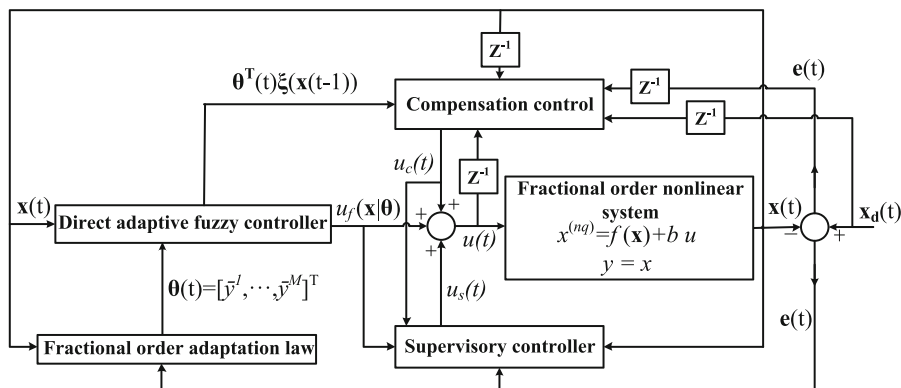 Z⁻¹
e(t)
θᵀ(t)ξ(x(t-1))
Z⁻¹
Compensation control
Z⁻¹
u_c(t)
Z⁻¹
Fractional order nonlinear
system
x^(nq)=f(x)+b u
y = x
x(t)
Direct adaptive fuzzy controller
u_f(x|θ)
+
+
+
u(t)
x(t)
−
+
x_d(t)
θ(t)=[ȳ¹,⋯,ȳᴹ]ᵀ
u_s(t)
e(t)
Fractional order adaptation law
Supervisory controller